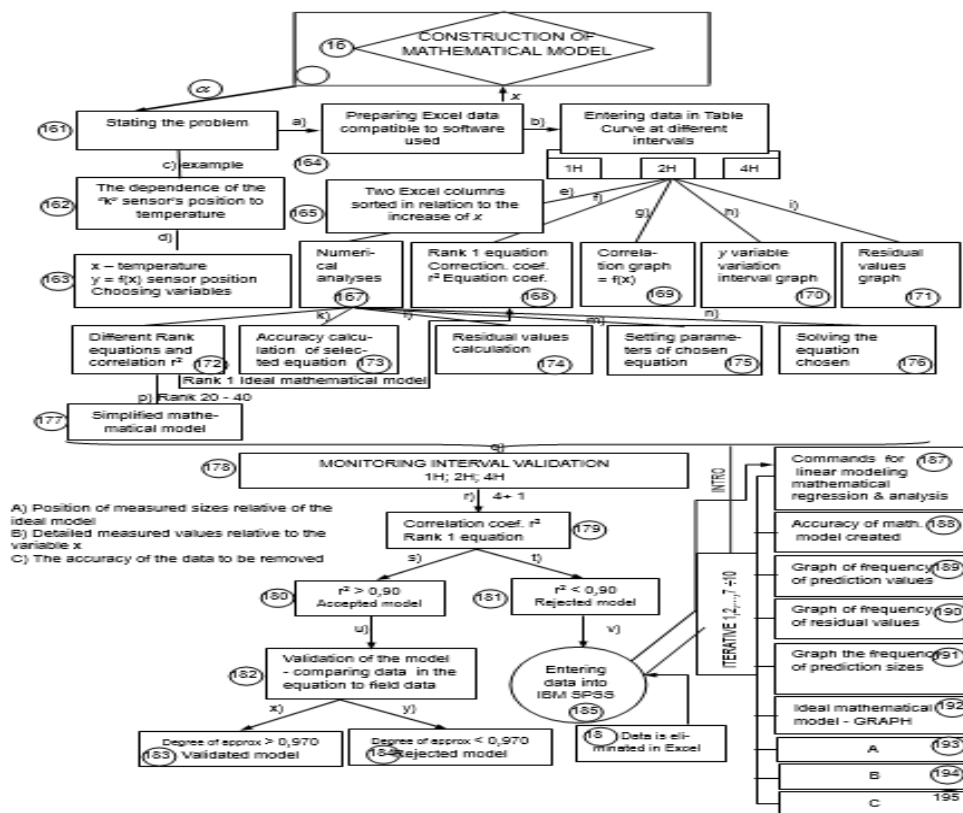 16
CONSTRUCTION OF
MATHEMATICAL MODEL
α
x
161
Stating the problem
a)
Preparing Excel data
compatible to software
used
b)
Entering data in Table
Curve at different
intervals
1H
2H
4H
c) example
164
162
The dependence of the
"k" sensor's position to
temperature
165
Two Excel columns
sorted in relation to the
increase of x
e)
f)
g)
h)
i)
d)
163
x – temperature
y = f(x) sensor position
Choosing variables
Numeri-
cal
analyses
167
Rank 1 equation
Correction. coef.
r² Equation coef.
168
Correla-
tion graph
= f(x)
169
y variable
variation
interval graph
170
Residual
values
graph
171
k)
l)
m)
n)
Different Rank
equations and
correlation r²
172
Accuracy calcu-
lation of selec-
ted equation
173
Residual values
calculation
174
Setting parame-
ters of chosen
equation
175
Solving the
equation
chosen
176
Rank 1 Ideal mathematical model
p) Rank 20 - 40
177
Simplified mathe-
matical model
q)
178
MONITORING INTERVAL VALIDATION
1H; 2H; 4H
r) 4÷ 1
A) Position of measured sizes relative of the
ideal model
B) Detailed measured values relative to the
variable x
C) The accuracy of the data to be removed
Correlation coef. r²
Rank 1 equation
179
s)
t)
180
r² > 0,90
Accepted model
181
r² < 0,90
Rejected model
u)
v)
182
Validation of the model
- comparing data in the
equation to field data
x)
y)
Degree of approx > 0,970
183 Validated model
Degree of approx < 0,970
184 Rejected model
Entering
data into
IBM SPSS
185
18 Data is eli-
minated in Excel
INTRO
ITERATIVE 1,2,...,7 ÷10
Commands for 187
linear modeling
mathematical
regression & analysis
Accuracy of math. 188
model created
Graph of frequency 189
of prediction values
Graph of frequency 190
of residual values
Graph the frequency 191
of prediction sizes
Ideal mathematical 192
model - GRAPH
A 193
B 194
C 195